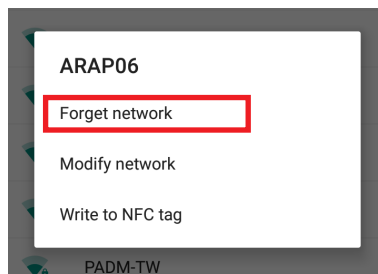 ARAP06
Forget network
Modify network
Write to NFC tag
PADM-TW